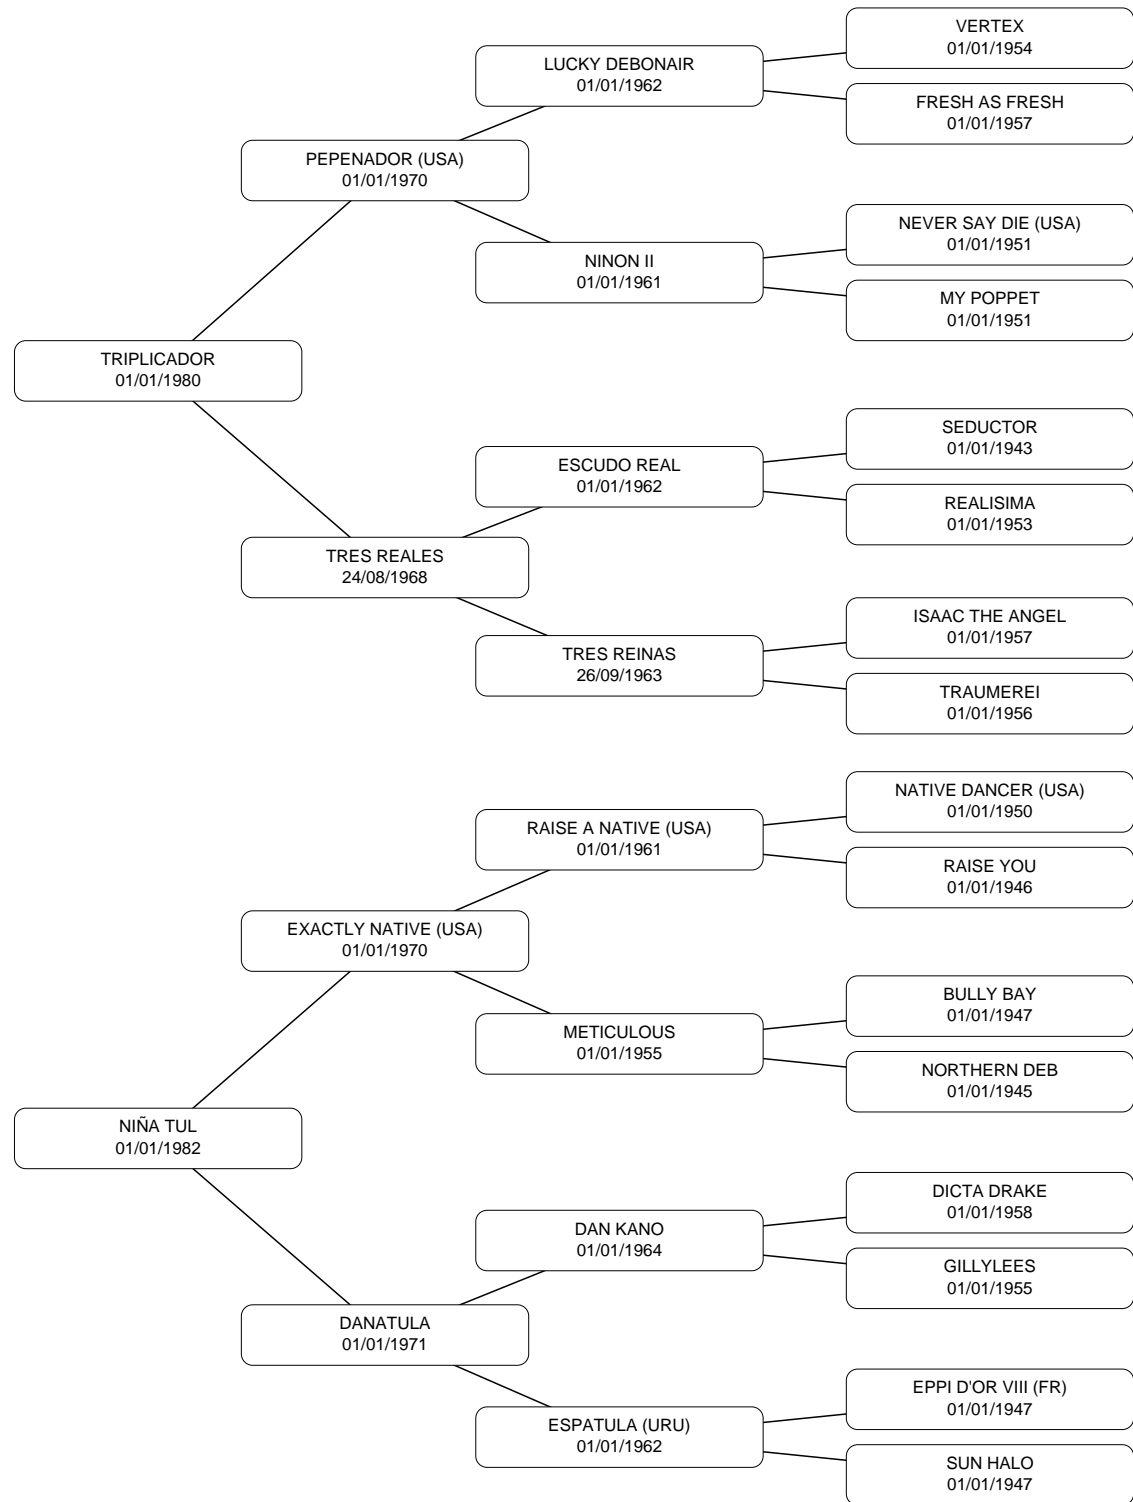 VERTEX
01/01/1954
LUCKY DEBONAIR
01/01/1962
FRESH AS FRESH
01/01/1957
PEPENADOR (USA)
01/01/1970
NEVER SAY DIE (USA)
01/01/1951
NINON II
01/01/1961
MY POPPET
01/01/1951
TRIPLICADOR
01/01/1980
SEDUCTOR
01/01/1943
ESCUDO REAL
01/01/1962
REALISIMA
01/01/1953
TRES REALES
24/08/1968
ISAAC THE ANGEL
01/01/1957
TRES REINAS
26/09/1963
TRAUMEREI
01/01/1956
NATIVE DANCER (USA)
01/01/1950
RAISE A NATIVE (USA)
01/01/1961
RAISE YOU
01/01/1946
EXACTLY NATIVE (USA)
01/01/1970
BULLY BAY
01/01/1947
METICULOUS
01/01/1955
NORTHERN DEB
01/01/1945
NIÑA TUL
01/01/1982
DICTA DRAKE
01/01/1958
DAN KANO
01/01/1964
GILLYLEES
01/01/1955
DANATULA
01/01/1971
EPPI D'OR VIII (FR)
01/01/1947
ESPATULA (URU)
01/01/1962
SUN HALO
01/01/1947